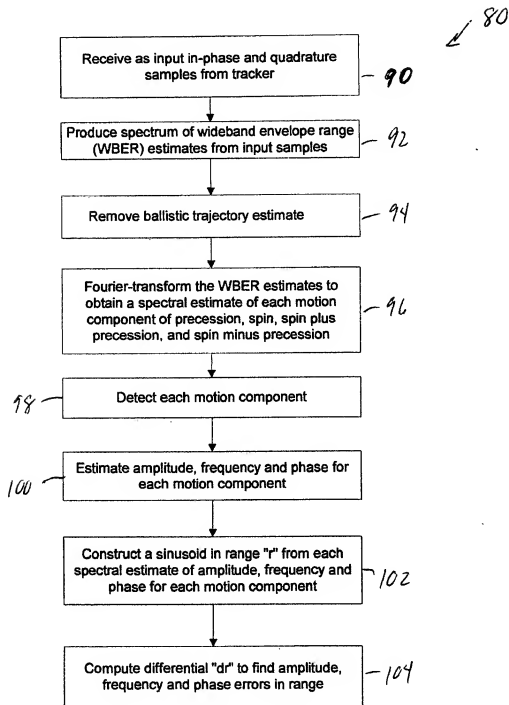 80
Receive as input in-phase and quadrature
samples from tracker
90
Produce spectrum of wideband envelope range
(WBER) estimates from input samples
92
Remove ballistic trajectory estimate
94
Fourier-transform the WBER estimates to
obtain a spectral estimate of each motion
component of precession, spin, spin plus
precession, and spin minus precession
96
98
Detect each motion component
100
Estimate amplitude, frequency and phase for
each motion component
Construct a sinusoid in range "r" from each
spectral estimate of amplitude, frequency and
phase for each motion component
102
Compute differential "dr" to find amplitude,
frequency and phase errors in range
104